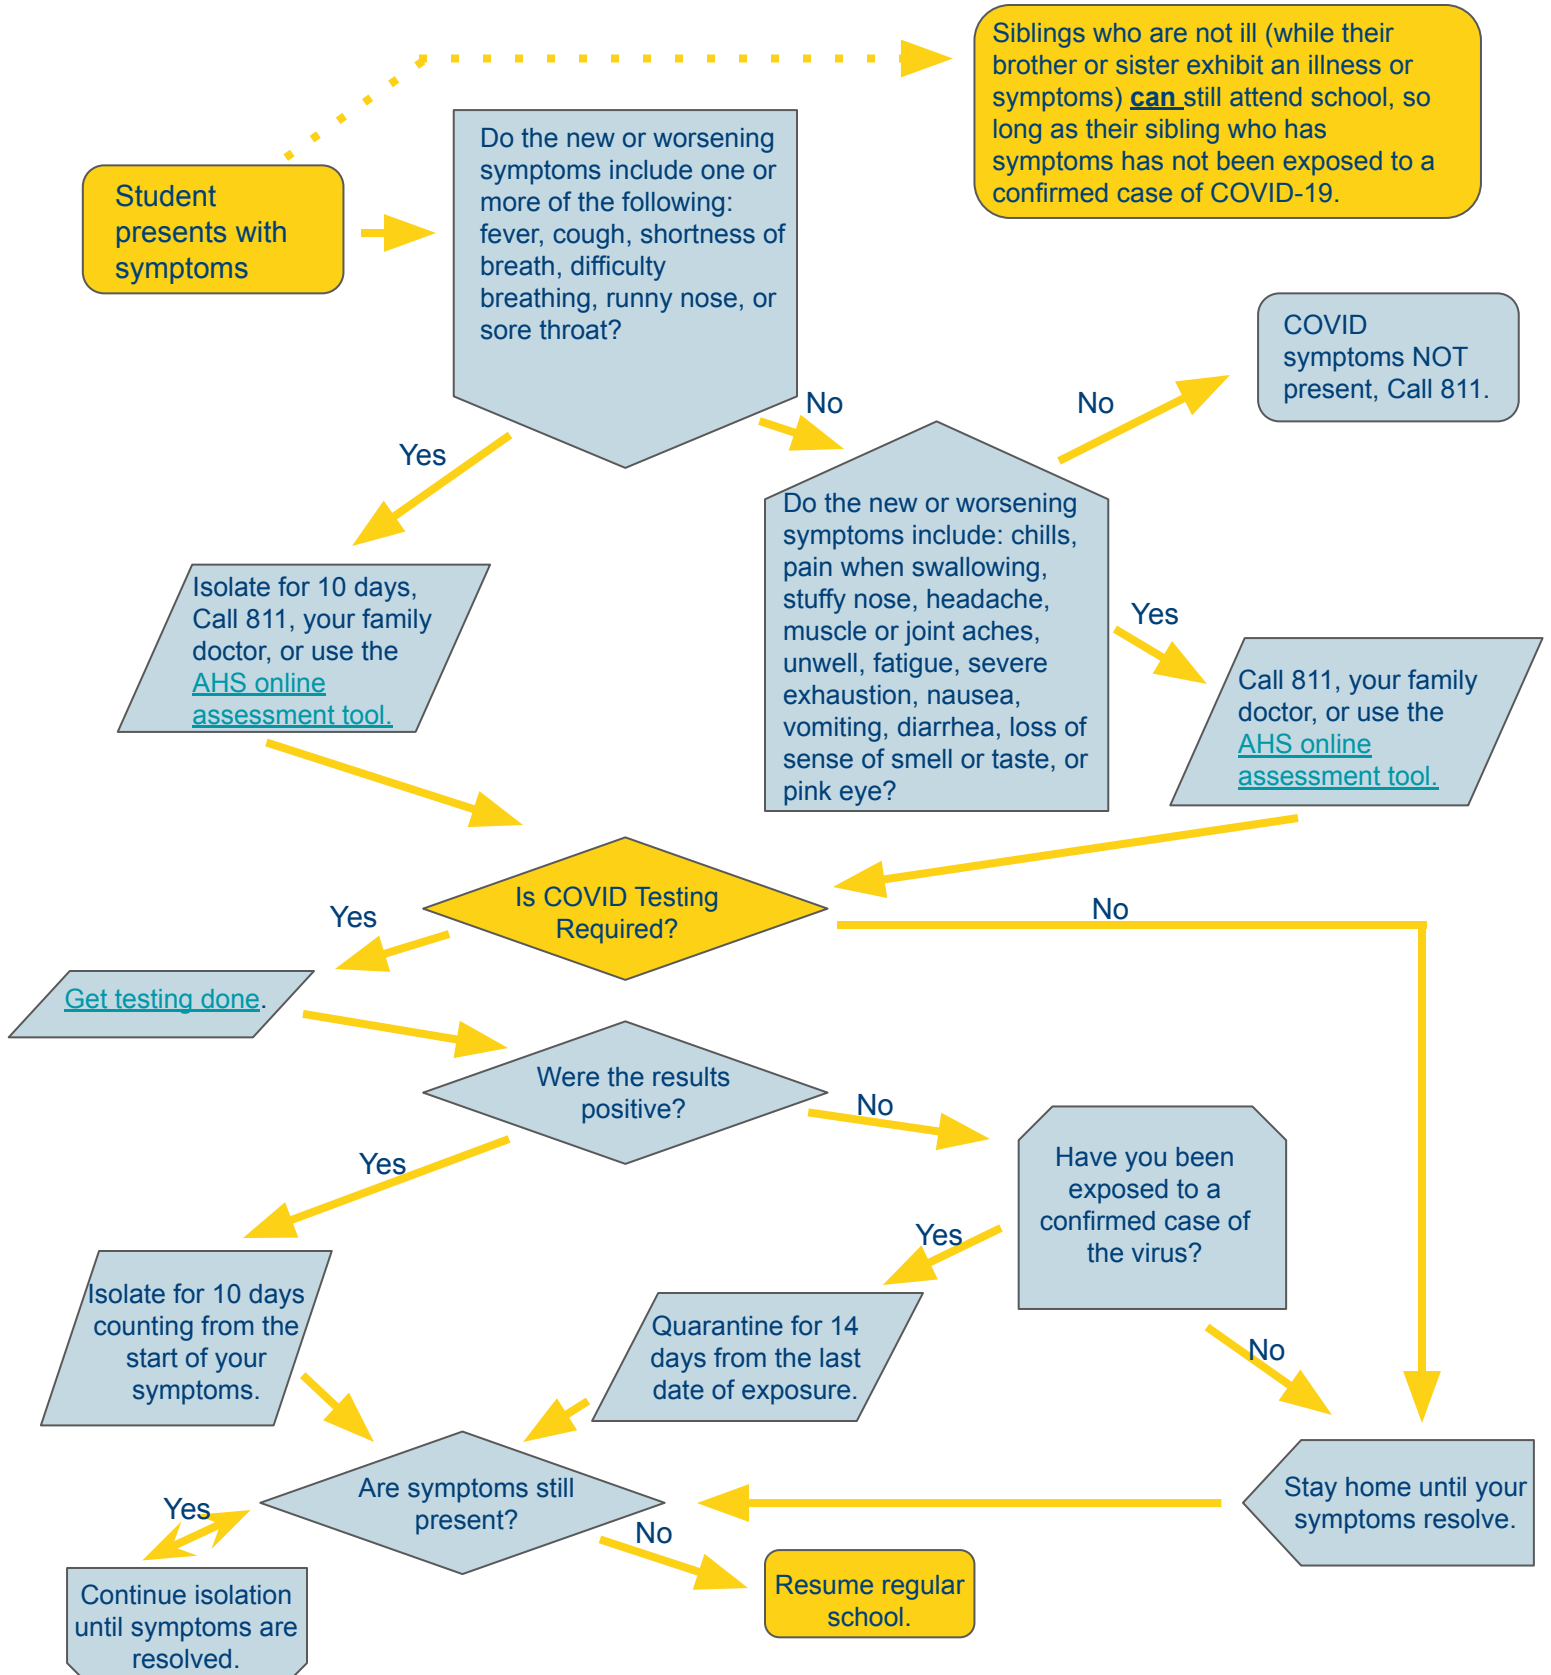 Siblings who are not ill (while their
brother or sister exhibit an illness or
symptoms) can still attend school, so
long as their sibling who has
symptoms has not been exposed to a
confirmed case of COVID-19.
Student
presents with
symptoms
Do the new or worsening
symptoms include one or
more of the following:
fever, cough, shortness of
breath, difficulty
breathing, runny nose, or
sore throat?
COVID
symptoms NOT
present, Call 811.
No
No
Yes
Do the new or worsening
symptoms include: chills,
pain when swallowing,
stuffy nose, headache,
muscle or joint aches,
unwell, fatigue, severe
exhaustion, nausea,
vomiting, diarrhea, loss of
sense of smell or taste, or
pink eye?
Isolate for 10 days,
Call 811, your family
doctor, or use the
AHS online
assessment tool.
Yes
Call 811, your family
doctor, or use the
AHS online
assessment tool.
Is COVID Testing
Required?
Yes
No
Get testing done.
Were the results
positive?
No
Yes
Have you been
exposed to a
confirmed case of
the virus?
Yes
No
Isolate for 10 days
counting from the
start of your
symptoms.
Quarantine for 14
days from the last
date of exposure.
Stay home until your
symptoms resolve.
Are symptoms still
present?
Yes
No
Continue isolation
until symptoms are
resolved.
Resume regular
school.